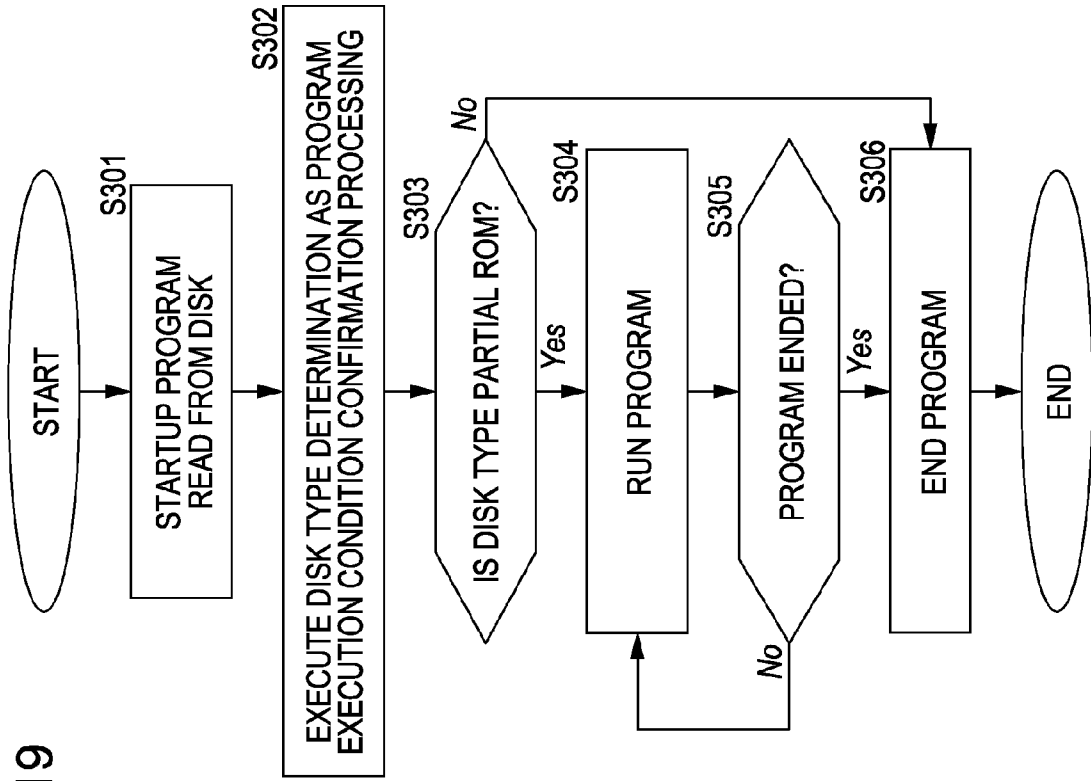 19
START
S301
STARTUP PROGRAM
READ FROM DISK
S302
EXECUTE DISK TYPE DETERMINATION AS PROGRAM
EXECUTION CONDITION CONFIRMATION PROCESSING
S303
IS DISK TYPE PARTIAL ROM?
No
Yes
S304
RUN PROGRAM
S305
PROGRAM ENDED?
No
Yes
S306
END PROGRAM
END